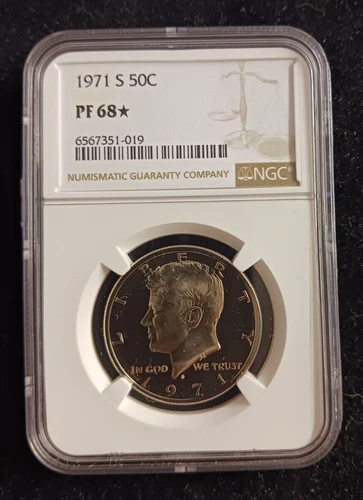 1971 S 50C
PF 68★
6567351-019
NUMISMATIC GUARANTY COMPANY
NGC
LIBERTY
IN GOD WE TRUST
1971